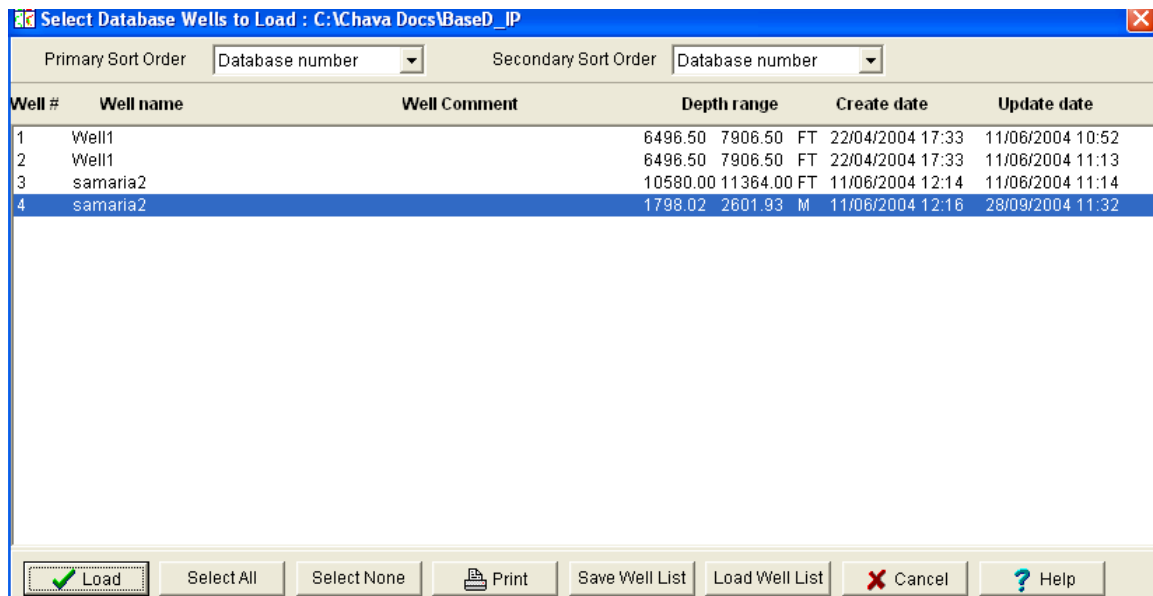 Select Database Wells to Load : C:\Chava Docs\BaseD_IP
Primary Sort Order Database number Secondary Sort Order Database number
Well # Well name Well Comment Depth range Create date Update date
1 Well1 6496.50 7906.50 FT 22/04/2004 17:33 11/06/2004 10:52
2 Well1 6496.50 7906.50 FT 22/04/2004 17:33 11/06/2004 11:13
3 samaria2 10580.00 11364.00 FT 11/06/2004 12:14 11/06/2004 11:14
4 samaria2 1798.02 2601.93 M 11/06/2004 12:16 28/09/2004 11:32
Load Select All Select None Print Save Well List Load Well List Cancel Help